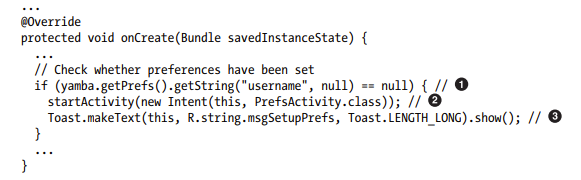 ...
@Override
protected void onCreate(Bundle savedInstanceState) {
  ...
  // Check whether preferences have been set
  if (yamba.getPrefs().getString("username", null) == null) { // ❶
    startActivity(new Intent(this, PrefsActivity.class)); // ❷
    Toast.makeText(this, R.string.msgSetupPrefs, Toast.LENGTH_LONG).show(); // ❸
  }
  ...
}